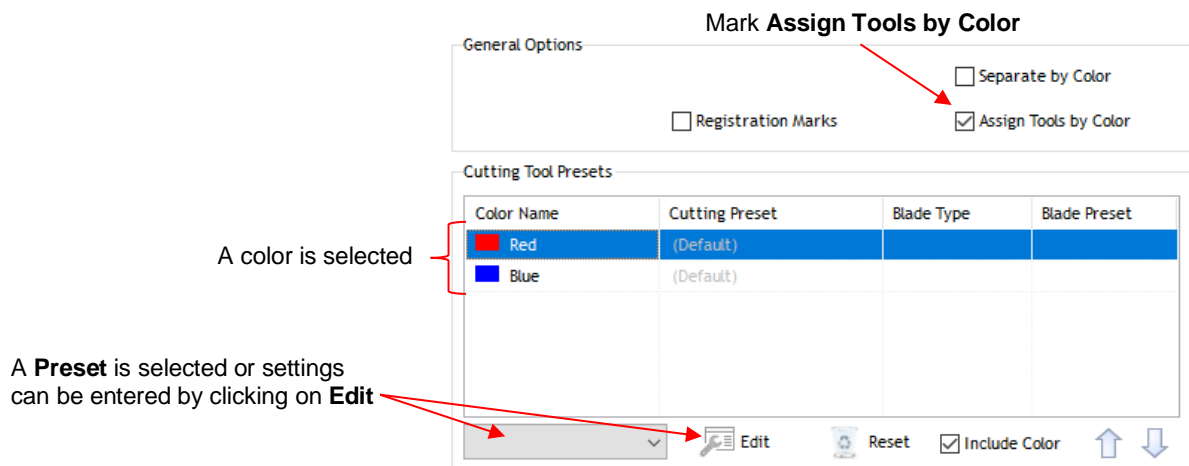 Mark Assign Tools by Color
General Options
Separate by Color
Registration Marks
Assign Tools by Color
Cutting Tool Presets
Color Name Cutting Preset Blade Type Blade Preset
Red (Default)
Blue (Default)
A color is selected
A Preset is selected or settings
can be entered by clicking on Edit
Edit Reset Include Color